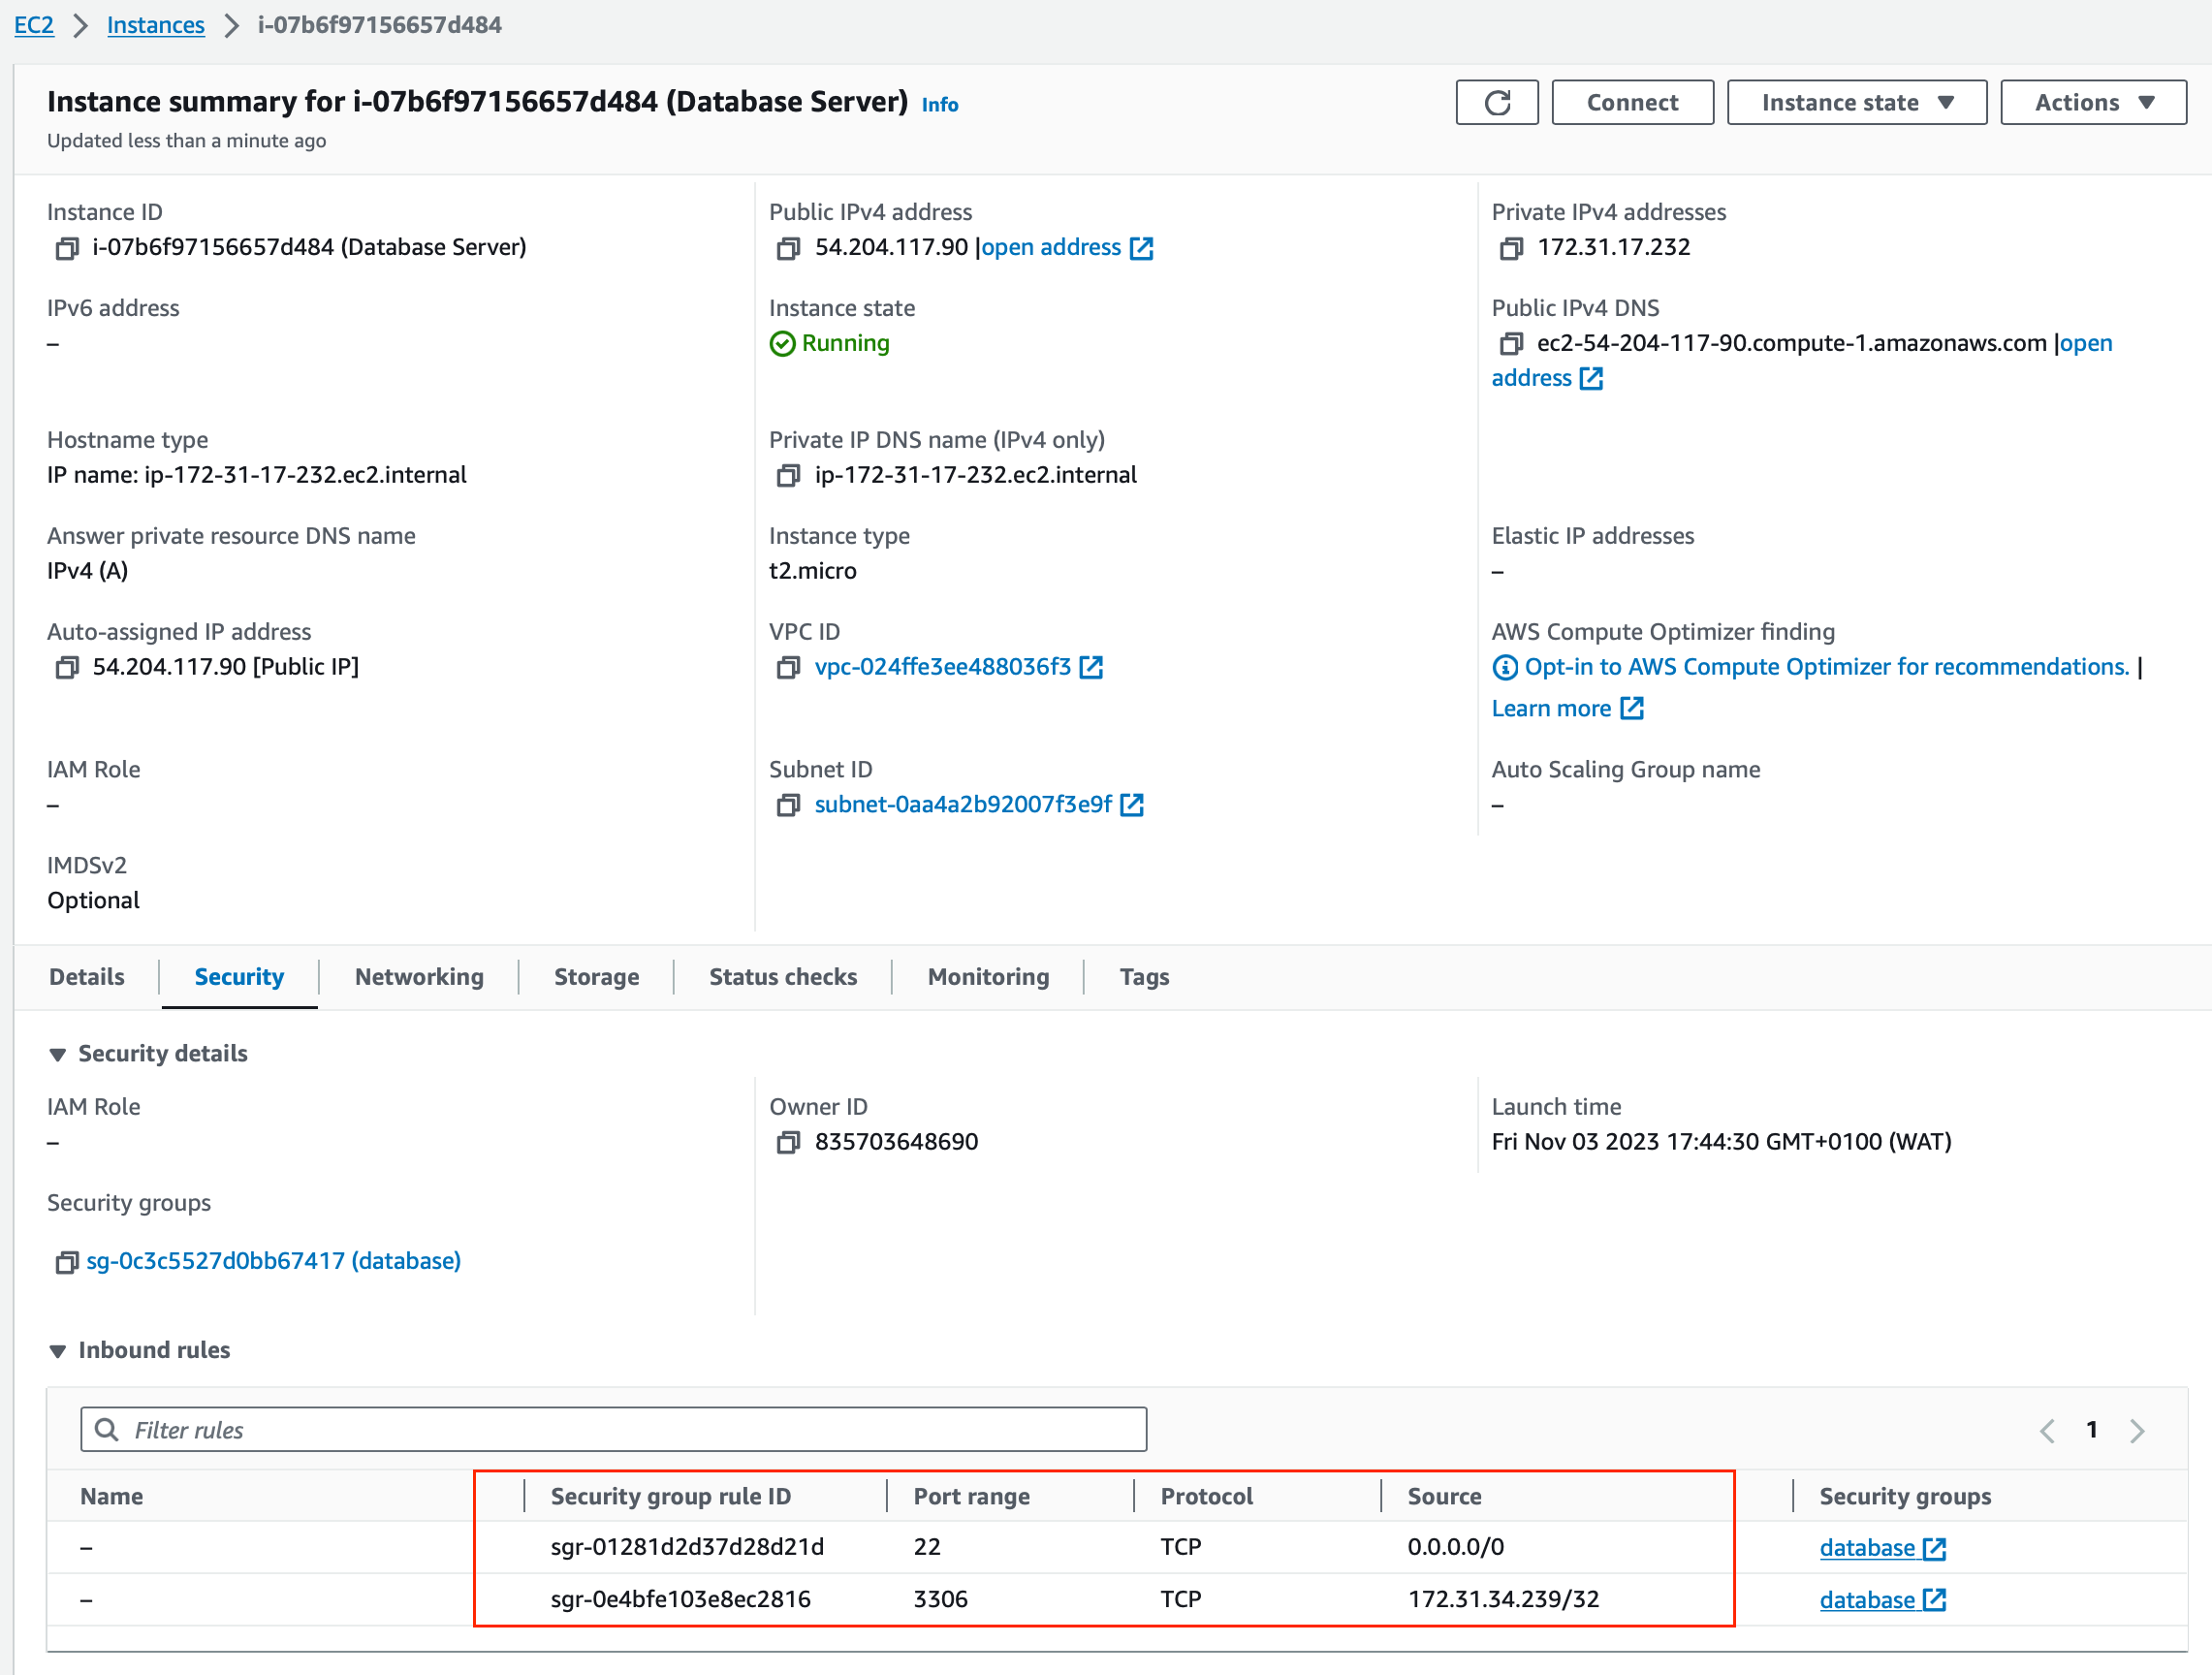 EC2 > Instances > i-07b6f97156657d484
Instance summary for i-07b6f97156657d484 (Database Server) Info
Updated less than a minute ago
Connect
Instance state
Actions
Instance ID
i-07b6f97156657d484 (Database Server)
Public IPv4 address
54.204.117.90 |open address
Private IPv4 addresses
172.31.17.232
IPv6 address
–
Instance state
Running
Public IPv4 DNS
ec2-54-204-117-90.compute-1.amazonaws.com |open
address
Hostname type
IP name: ip-172-31-17-232.ec2.internal
Private IP DNS name (IPv4 only)
ip-172-31-17-232.ec2.internal
Answer private resource DNS name
IPv4 (A)
Instance type
t2.micro
Elastic IP addresses
–
Auto-assigned IP address
54.204.117.90 [Public IP]
VPC ID
vpc-024ffe3ee488036f3
AWS Compute Optimizer finding
Opt-in to AWS Compute Optimizer for recommendations. |
Learn more
IAM Role
–
Subnet ID
subnet-0aa4a2b92007f3e9f
Auto Scaling Group name
–
IMDSv2
Optional
Details Security Networking Storage Status checks Monitoring Tags
Security details
IAM Role
–
Owner ID
835703648690
Launch time
Fri Nov 03 2023 17:44:30 GMT+0100 (WAT)
Security groups
sg-0c3c5527d0bb67417 (database)
Inbound rules
Filter rules
1
Name Security group rule ID Port range Protocol Source Security groups
– sgr-01281d2d37d28d21d 22 TCP 0.0.0.0/0 database
– sgr-0e4bfe103e8ec2816 3306 TCP 172.31.34.239/32 database